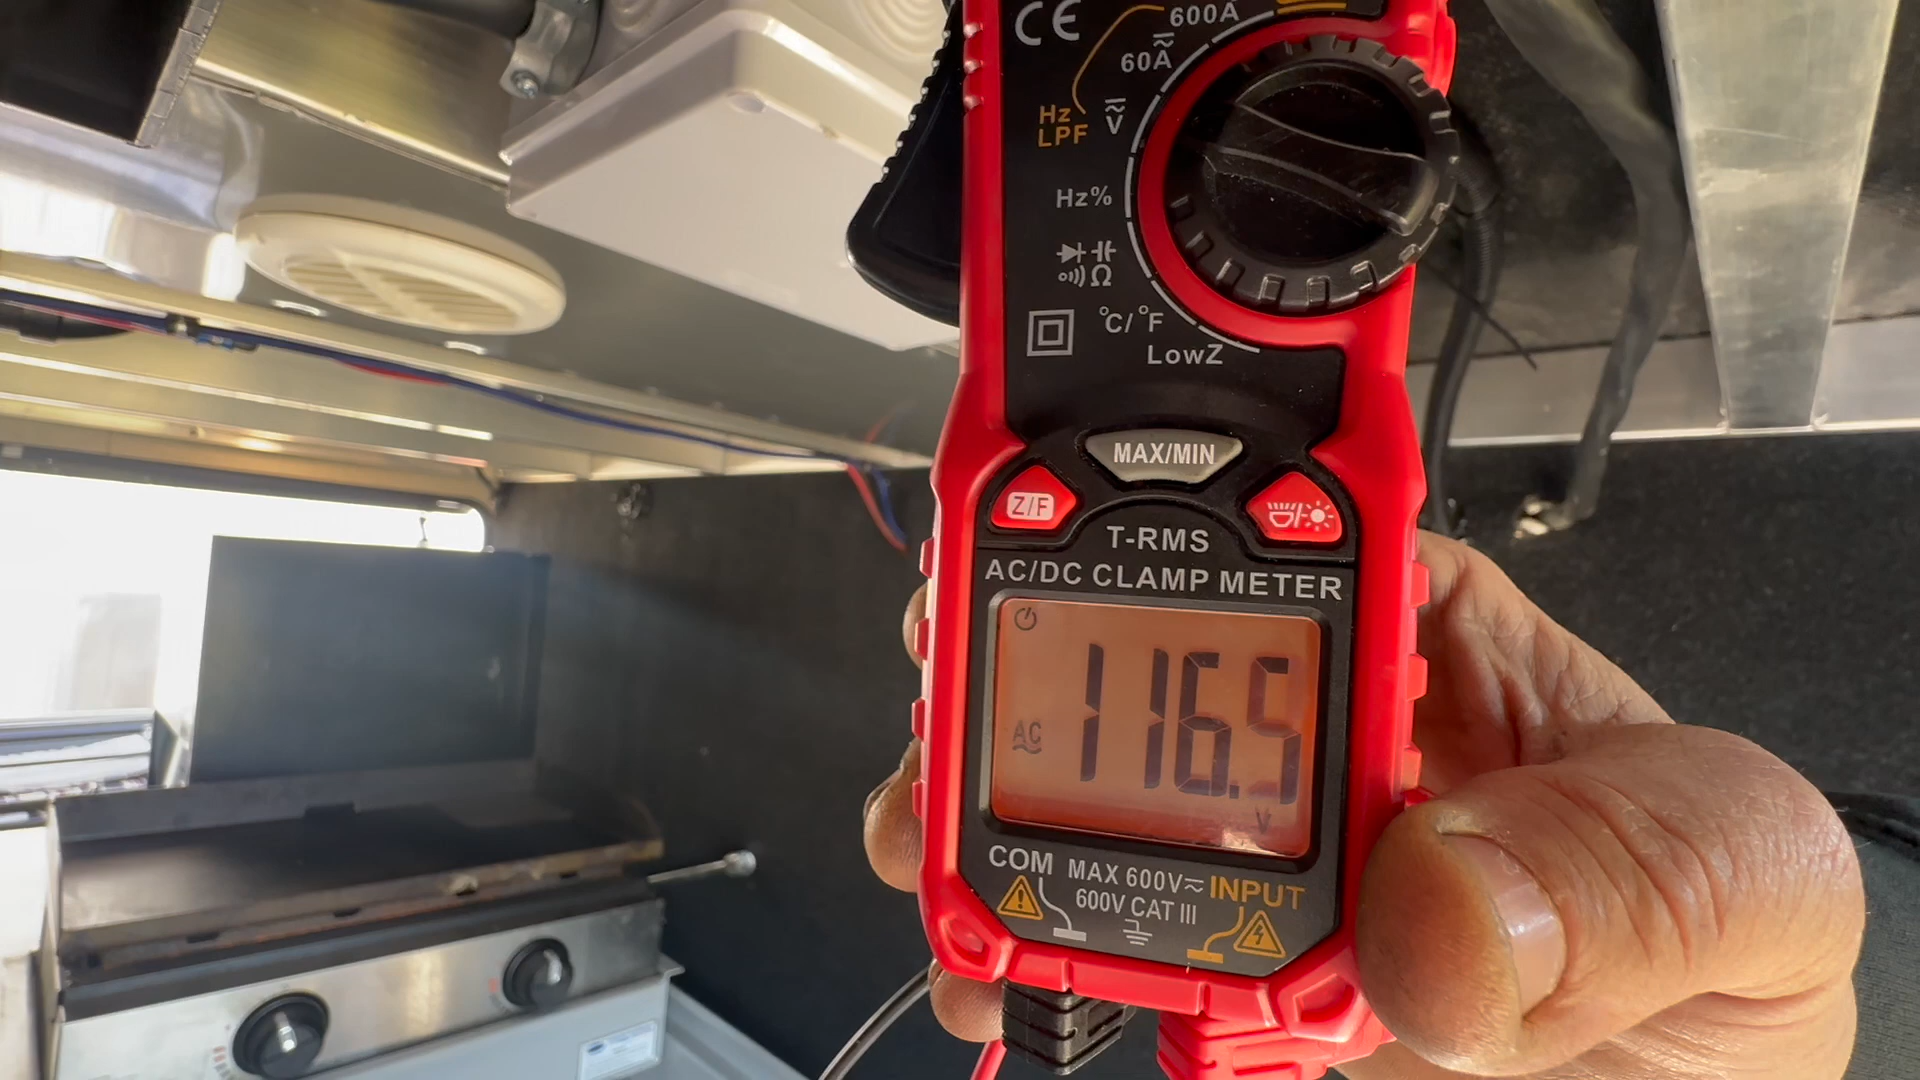 CE
600A
60A
Hz
LPF
V
Hz%
Ω
°C/°F
LowZ
MAX/MIN
Z/F
T-RMS
AC/DC CLAMP METER
AC
116.5
V
COM
MAX 600V
INPUT
600V CAT III